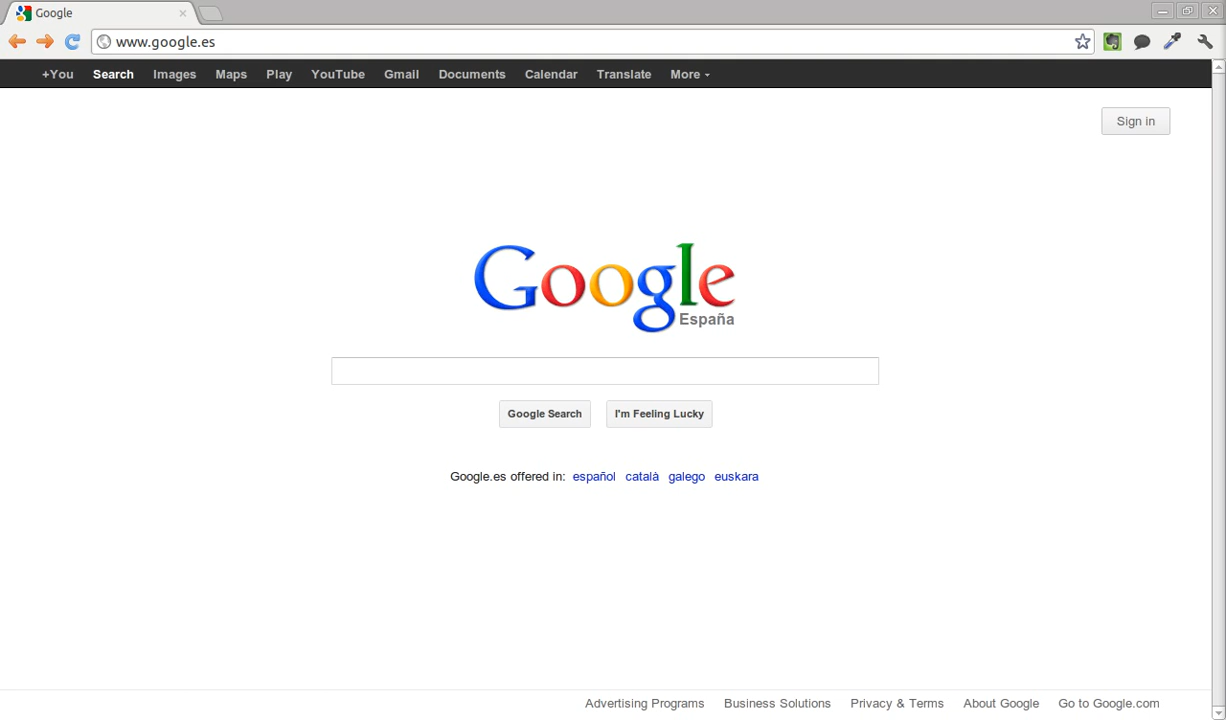 Google
www.google.es
+You Search Images Maps Play YouTube Gmail Documents Calendar Translate More
Sign in
Google
España
Google Search I'm Feeling Lucky
Google.es offered in: español català galego euskara
Advertising Programs Business Solutions Privacy & Terms About Google Go to Google.com